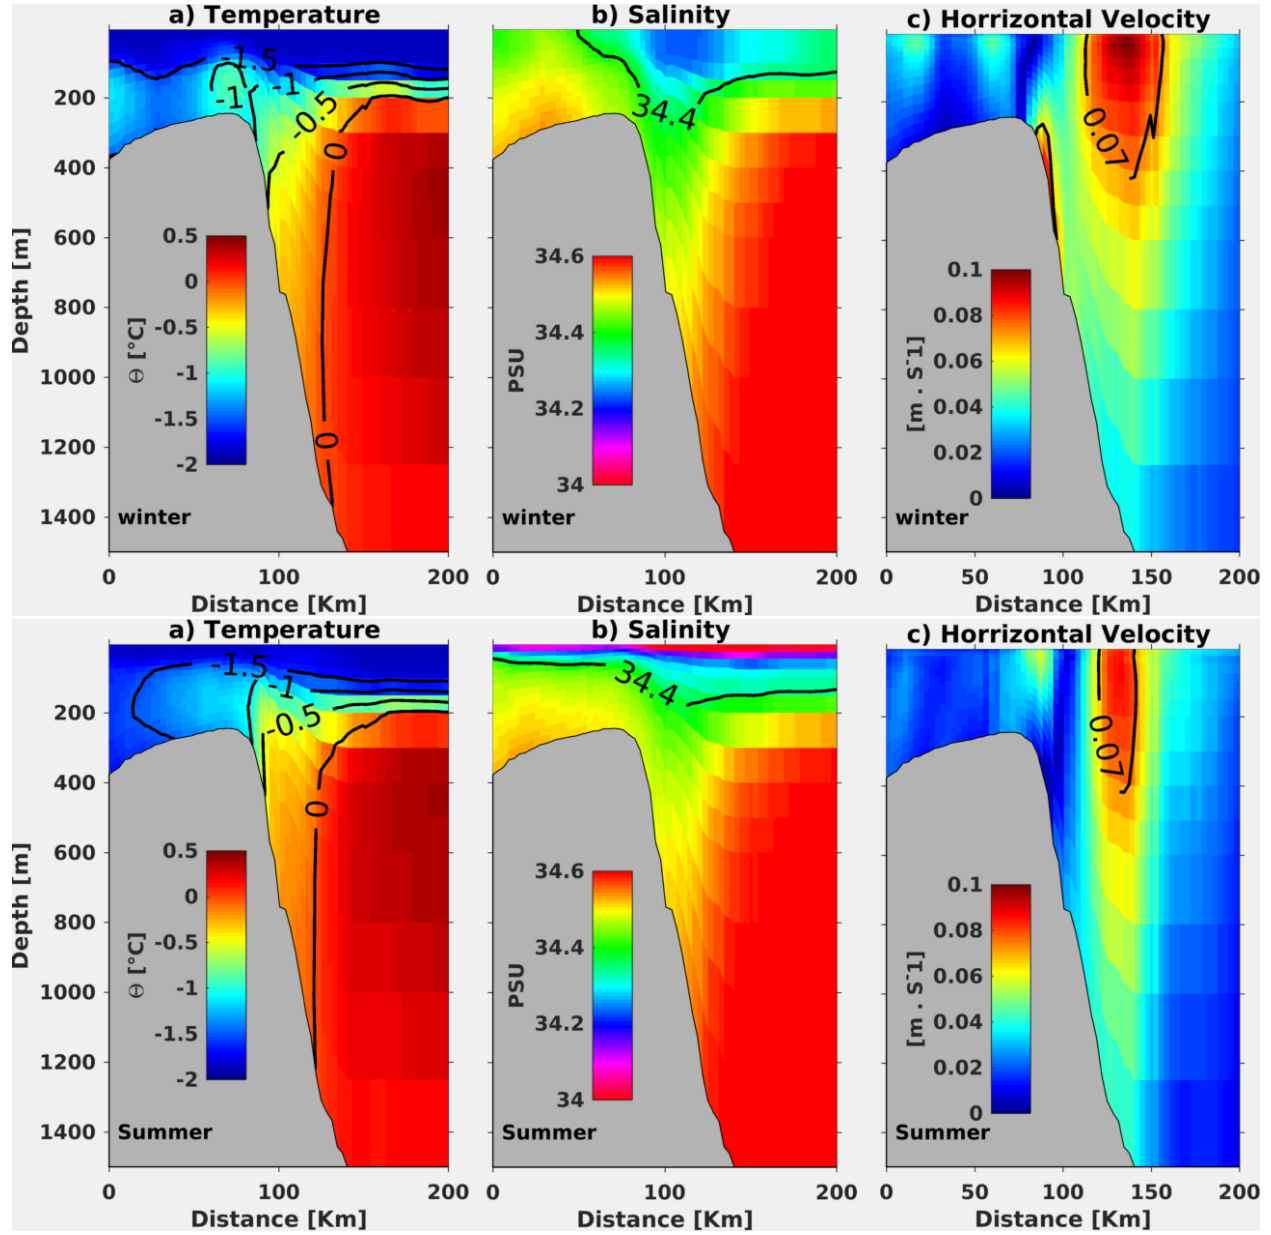 a) Temperature
b) Salinity
c) Horrizontal Velocity
-1.5
-1
-1
-0.5
0
0
34.4
0.07
Depth [m]
200
400
600
800
1000
1200
1400
Θ [°C]
0.5
0
-0.5
-1
-1.5
-2
PSU
34.6
34.4
34.2
34
[m . S⁻1]
0.1
0.08
0.06
0.04
0.02
0
winter
winter
winter
0 100 200
0 100 200
0 50 100 150 200
Distance [Km]
Distance [Km]
Distance [Km]
a) Temperature
b) Salinity
c) Horrizontal Velocity
-1.5
-1
-0.5
0
34.4
0.07
Depth [m]
200
400
600
800
1000
1200
1400
Θ [°C]
0.5
0
-0.5
-1
-1.5
-2
PSU
34.6
34.4
34.2
34
[m . S⁻1]
0.1
0.08
0.06
0.04
0.02
0
Summer
Summer
Summer
0 100 200
0 100 200
0 50 100 150 200
Distance [Km]
Distance [Km]
Distance [Km]